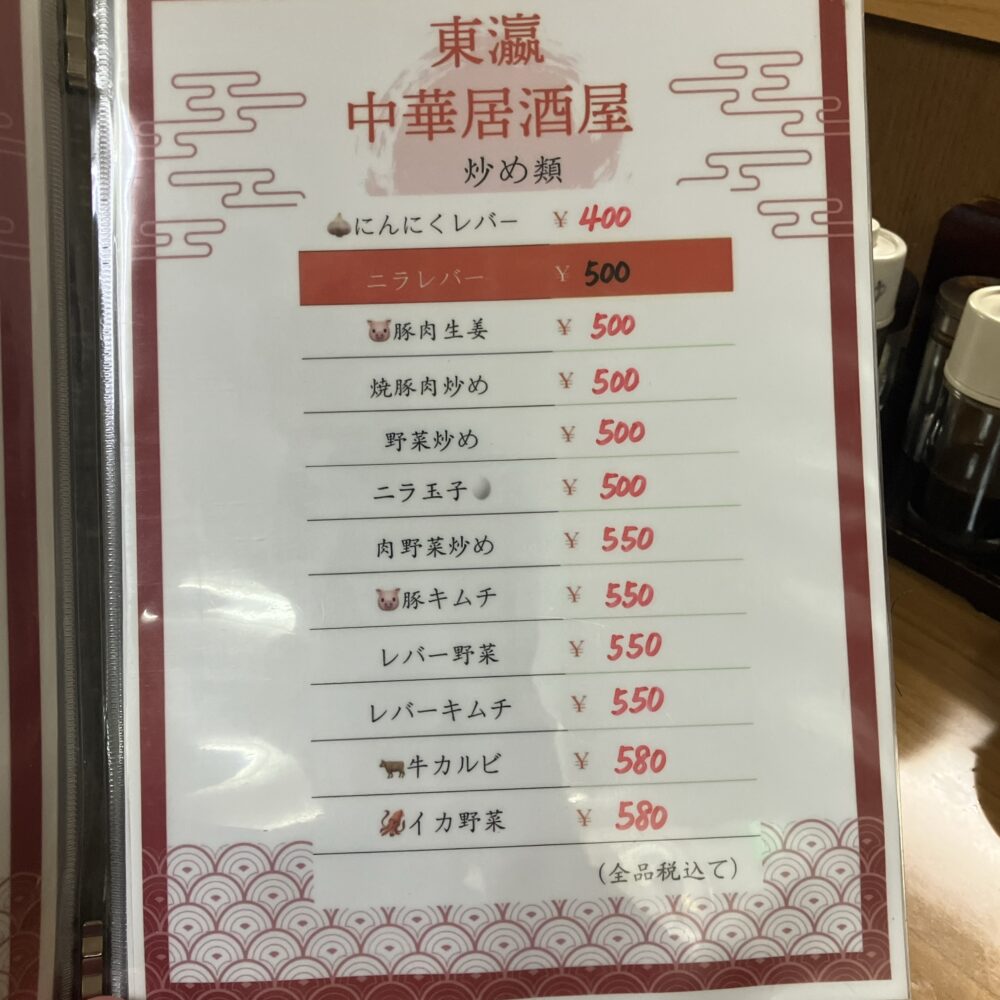 東瀛
中華居酒屋
炒め類
にんにくレバー ¥ 400
ニラレバー ¥ 500
豚肉生姜 ¥ 500
焼豚肉炒め ¥ 500
野菜炒め ¥ 500
ニラ玉子 ¥ 500
肉野菜炒め ¥ 550
豚キムチ ¥ 550
レバー野菜 ¥ 550
レバーキムチ ¥ 550
牛カルビ ¥ 580
イカ野菜 ¥ 580
(全品税込て)